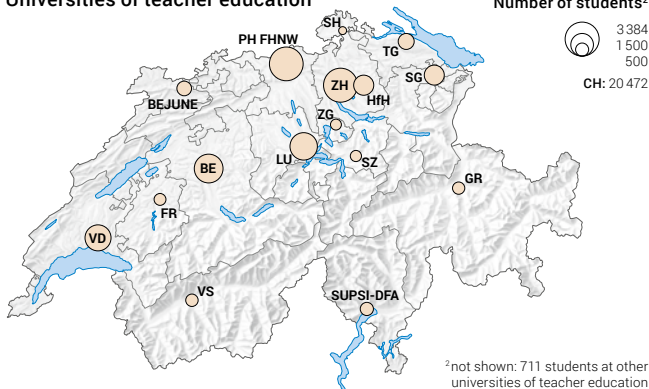 Universities of teacher education
Number of students²
3 384
1 500
500
CH: 20 472
SH
PH FHNW
TG
ZH
HfH
SG
BEJUNE
ZG
LU
SZ
BE
GR
FR
VD
VS
SUPSI-DFA
²not shown: 711 students at other
universities of teacher education